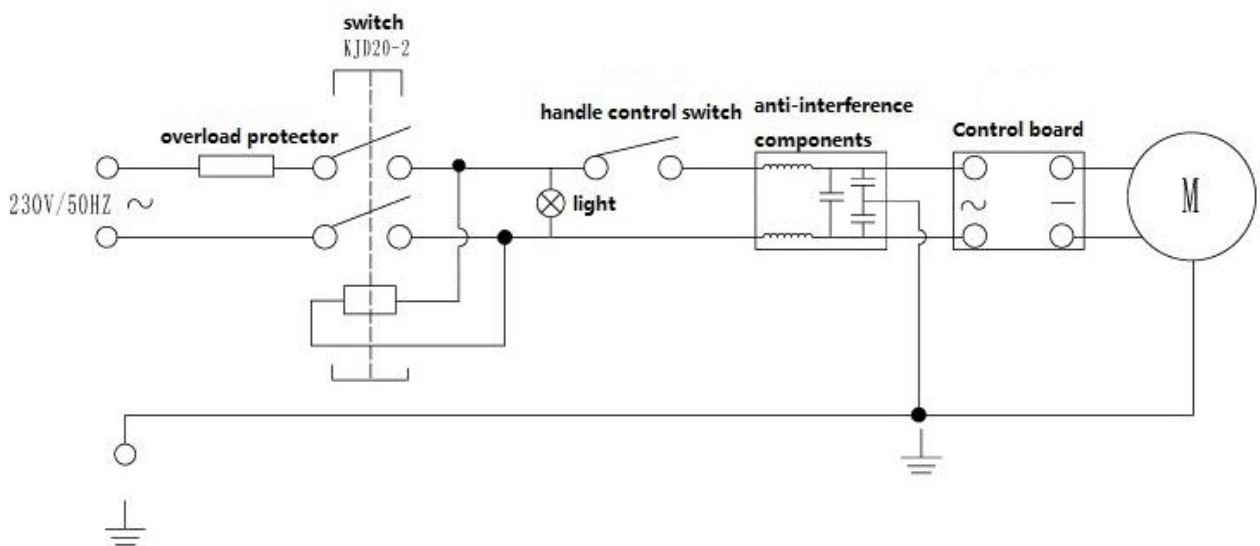 switch
KJD20-2
overload protector
handle control switch
anti-interference
components
Control board
230V/50HZ ~
light
~
—
M